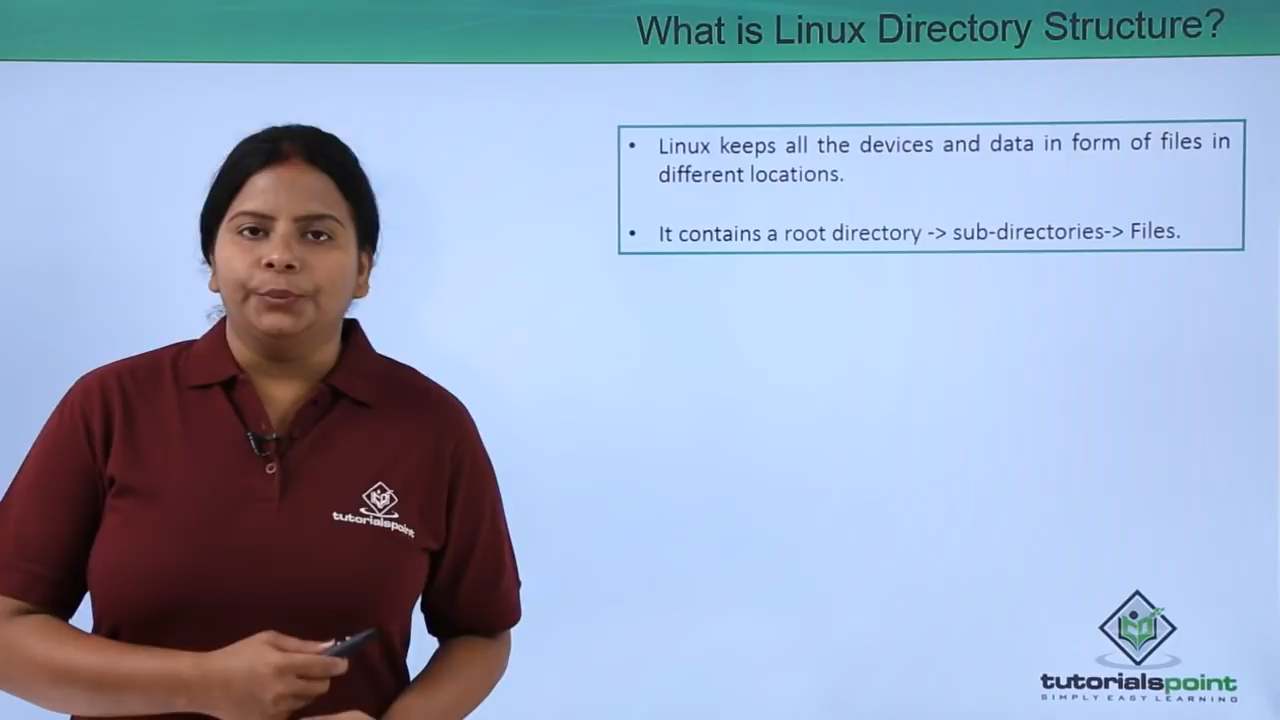 What is Linux Directory Structure?
• Linux keeps all the devices and data in form of files in
different locations.
• It contains a root directory -> sub-directories-> Files.
tutorialspoint
tutorialspoint
SIMPLY EASY LEARNING